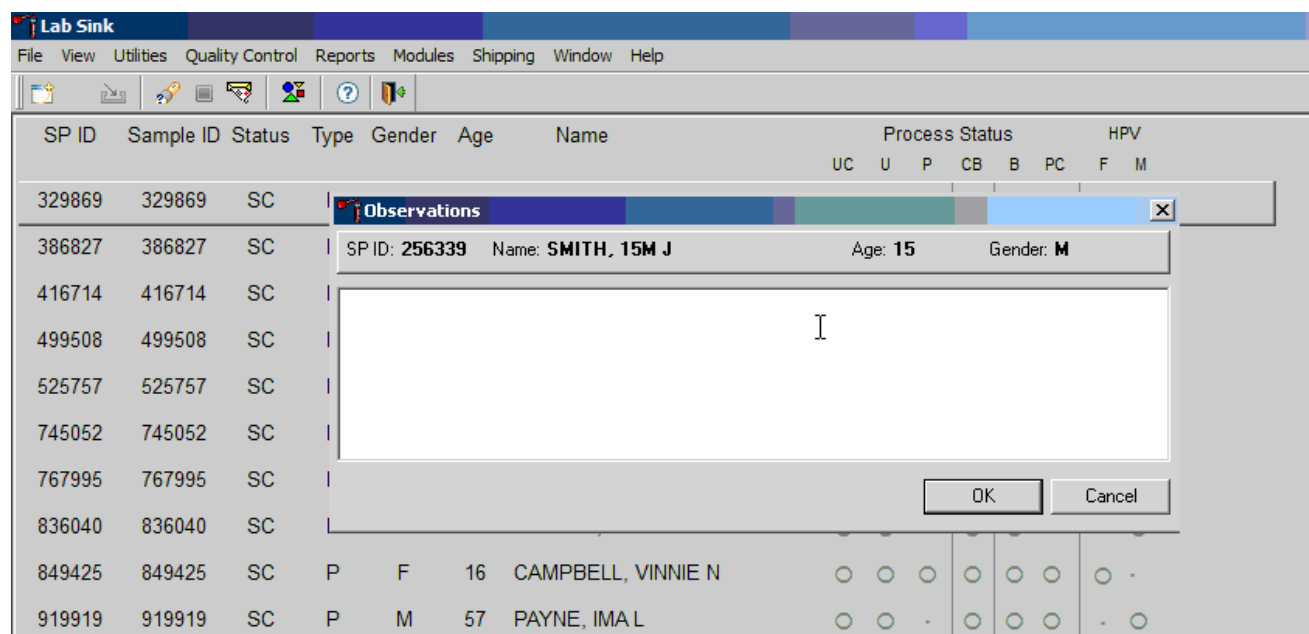 Lab Sink
File View Utilities Quality Control Reports Modules Shipping Window Help
SP ID Sample ID Status Type Gender Age Name Process Status HPV
UC U P CB B PC F M
329869 329869 SC
Observations
386827 386827 SC
SP ID: 256339 Name: SMITH, 15M J Age: 15 Gender: M
416714 416714 SC
499508 499508 SC
525757 525757 SC
745052 745052 SC
767995 767995 SC
OK Cancel
836040 836040 SC
849425 849425 SC P F 16 CAMPBELL, VINNIE N
919919 919919 SC P M 57 PAYNE, IMA L